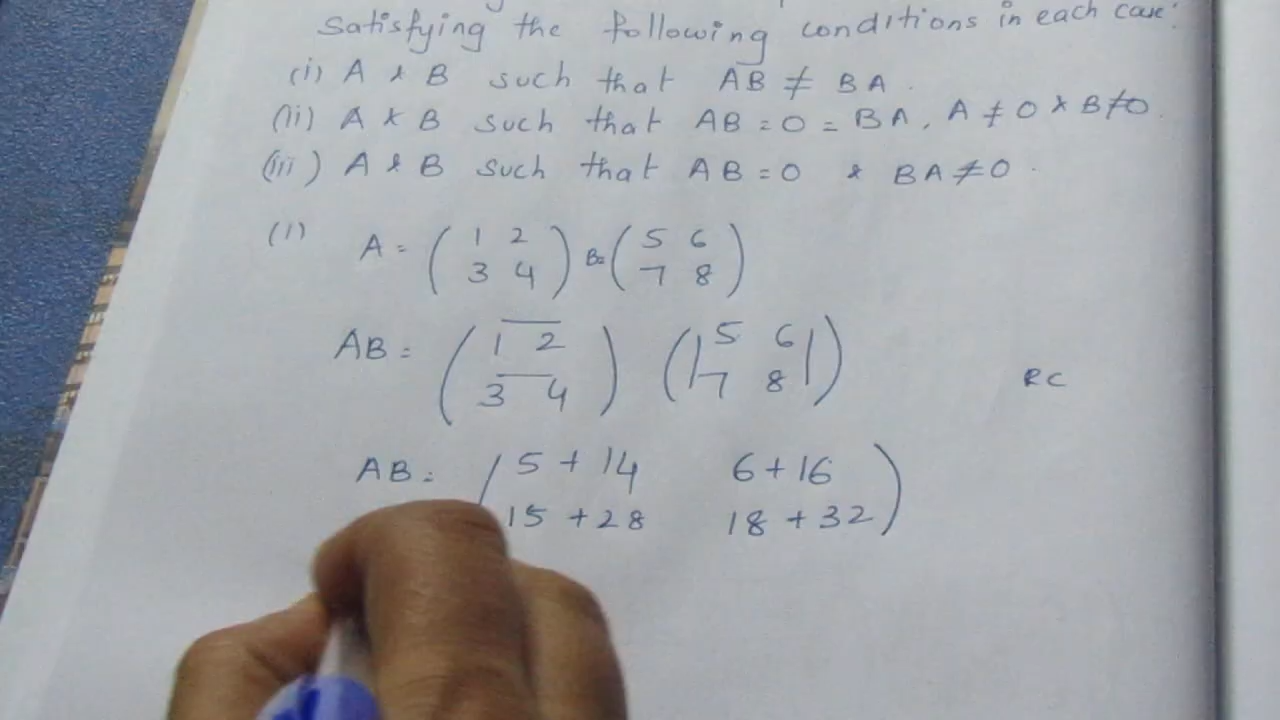 Satisfying the following conditions in each case:
(i) A & B such that AB ≠ BA.
(ii) A & B such that AB = 0 = BA, A ≠ 0 & B ≠ 0.
(iii) A & B such that AB = 0 & BA ≠ 0.
(1) A = ( 1 2 ) B = ( 5 6 )
( 3 4 ) ( 7 8 )
AB = ( 1 2 ) ( 5 6 )
( 3 4 ) ( 7 8 )
RC
AB = ( 5 + 14 6 + 16 )
15 + 28 18 + 32 )